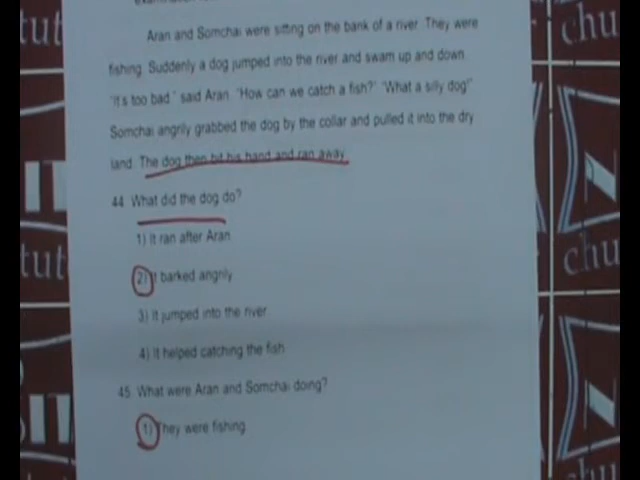 Aran and Somchai were sitting on the bank of a river. They were
fishing. Suddenly a dog jumped into the river and swam up and down.
"It's too bad." said Aran. "How can we catch a fish?" "What a silly dog!"
Somchai angrily grabbed the dog by the collar and pulled it into the dry
land. The dog then bit his hand and ran away.
44. What did the dog do?
1) It ran after Aran
2) It barked angrily
3) It jumped into the river
4) It helped catching the fish
45. What were Aran and Somchai doing?
1) They were fishing
chu
tut
chu
tut
chu